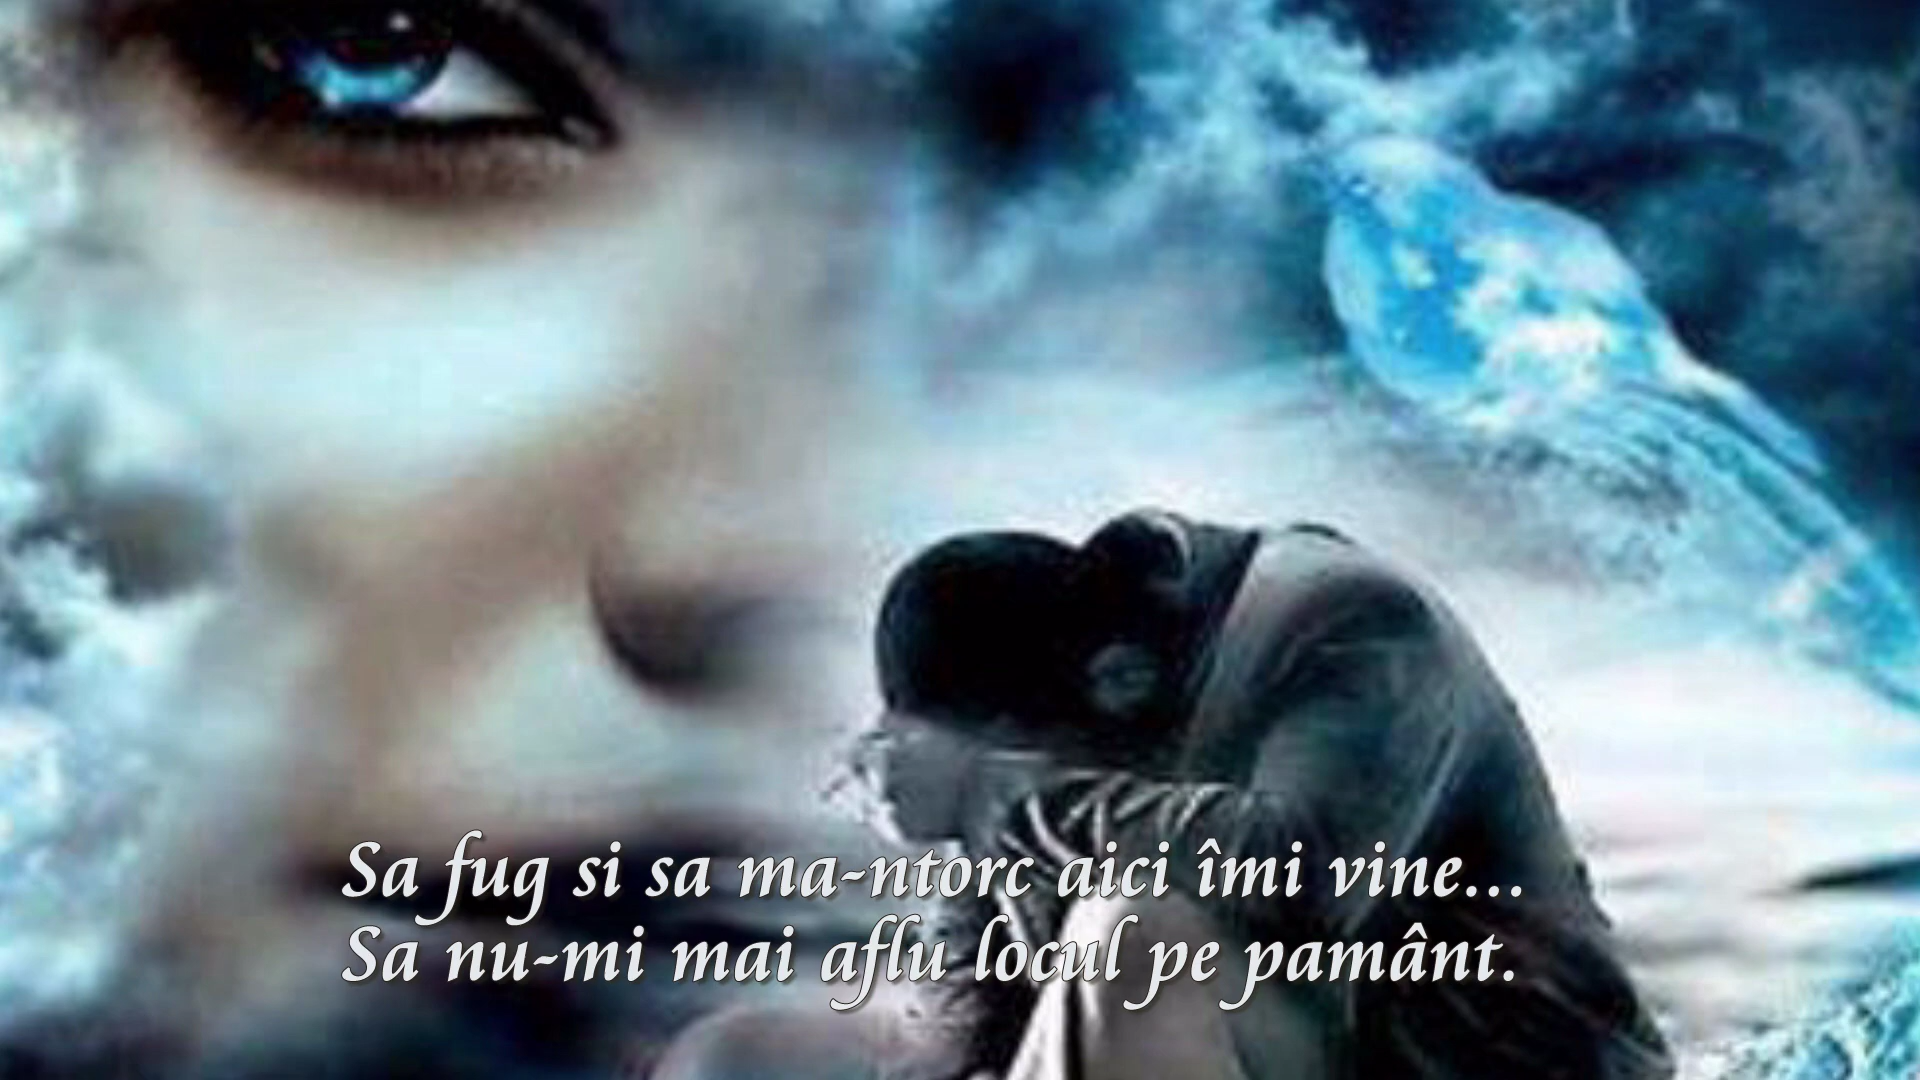 Sa fug si sa ma-ntorc aici îmi vine...
Sa nu-mi mai aflu locul pe pamânt.